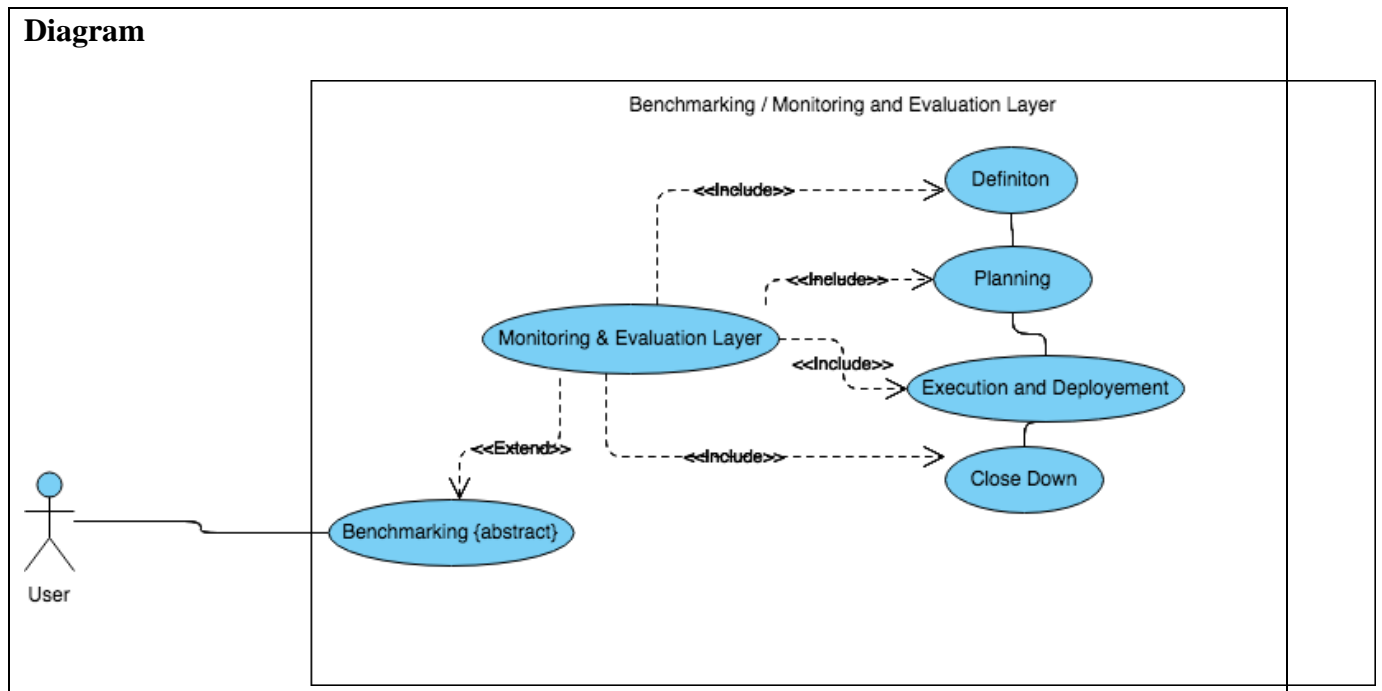 Diagram
Benchmarking / Monitoring and Evaluation Layer
Definiton
<<Include>>
Planning
<<Include>>
Monitoring & Evaluation Layer
<<Include>>
Execution and Deployement
<<Extend>>
<<Include>>
Close Down
Benchmarking {abstract}
User